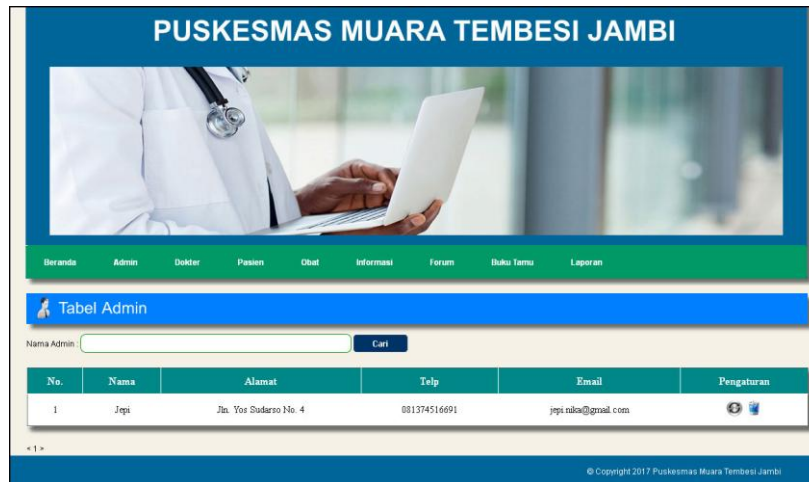 PUSKESMAS MUARA TEMBESI JAMBI
Beranda Admin Dokter Pasien Obat Informasi Forum Buku Tamu Laporan
Tabel Admin
Nama Admin : Cari
No. Nama Alamat Telp Email Pengaturan
1 Jepi Jln. Yos Sudarso No. 4 081374516691 jepi.nika@gmail.com
< 1 >
© Copyright 2017 Puskesmas Muara Tembesi Jambi